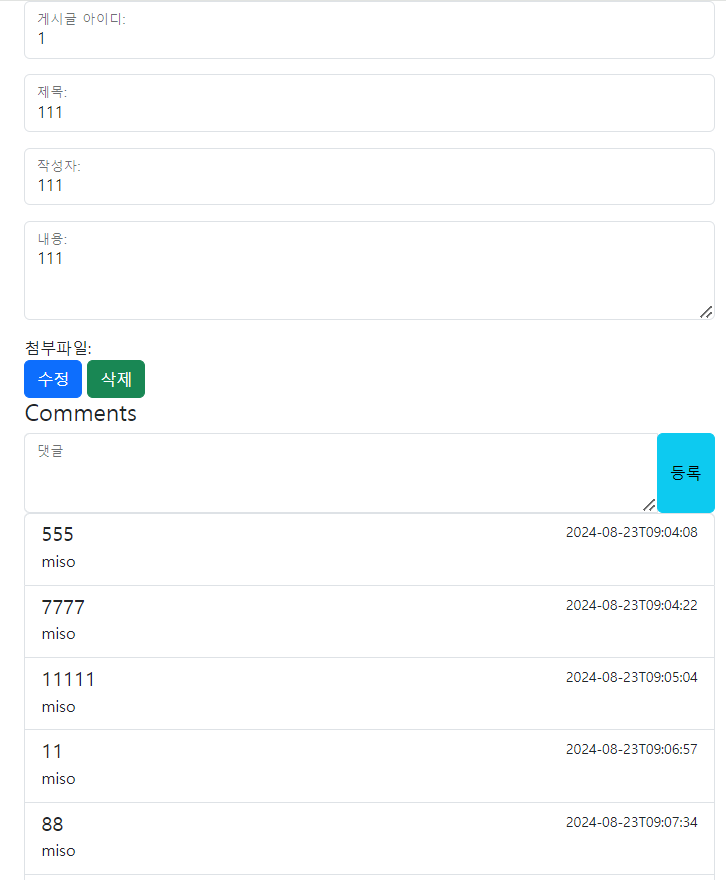 게시글 아이디:
1
제목:
111
작성자:
111
내용:
111
첨부파일:
수정 삭제
Comments
댓글
등록
555 2024-08-23T09:04:08
miso
7777 2024-08-23T09:04:22
miso
11111 2024-08-23T09:05:04
miso
11 2024-08-23T09:06:57
miso
88 2024-08-23T09:07:34
miso